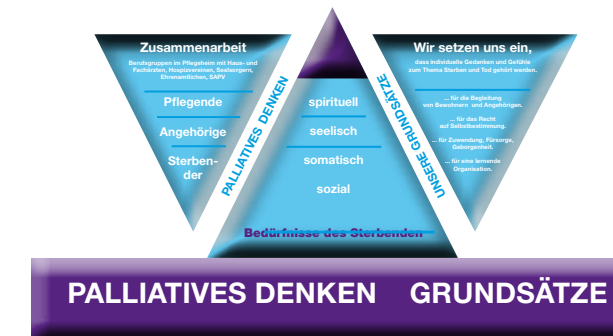 Zusammenarbeit
Berufsgruppen im Pflegeheim mit Haus- und
Fachärzten, Hospizvereinen, Seelsorgern,
Ehrenamtlichen, SAPV
Pflegende
Angehörige
Sterben-
der
PALLIATIVES DENKEN
spirituell
seelisch
somatisch
sozial
Bedürfnisse des Sterbenden
UNSERE GRUNDSÄTZE
Wir setzen uns ein,
dass individuelle Gedanken und Gefühle
zum Thema Sterben und Tod gehört werden.
... für die Begleitung
von Bewohnern und Angehörigen.
... für das Recht
auf Selbstbestimmung.
... für Zuwendung, Fürsorge,
Geborgenheit.
... für eine lernende
Organisation.
PALLIATIVES DENKEN GRUNDSÄTZE